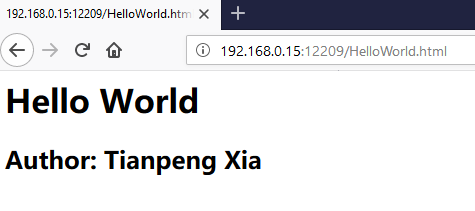 192.168.0.15:12209/HelloWorld.htm
192.168.0.15:12209/HelloWorld.html
Hello World
Author: Tianpeng Xia